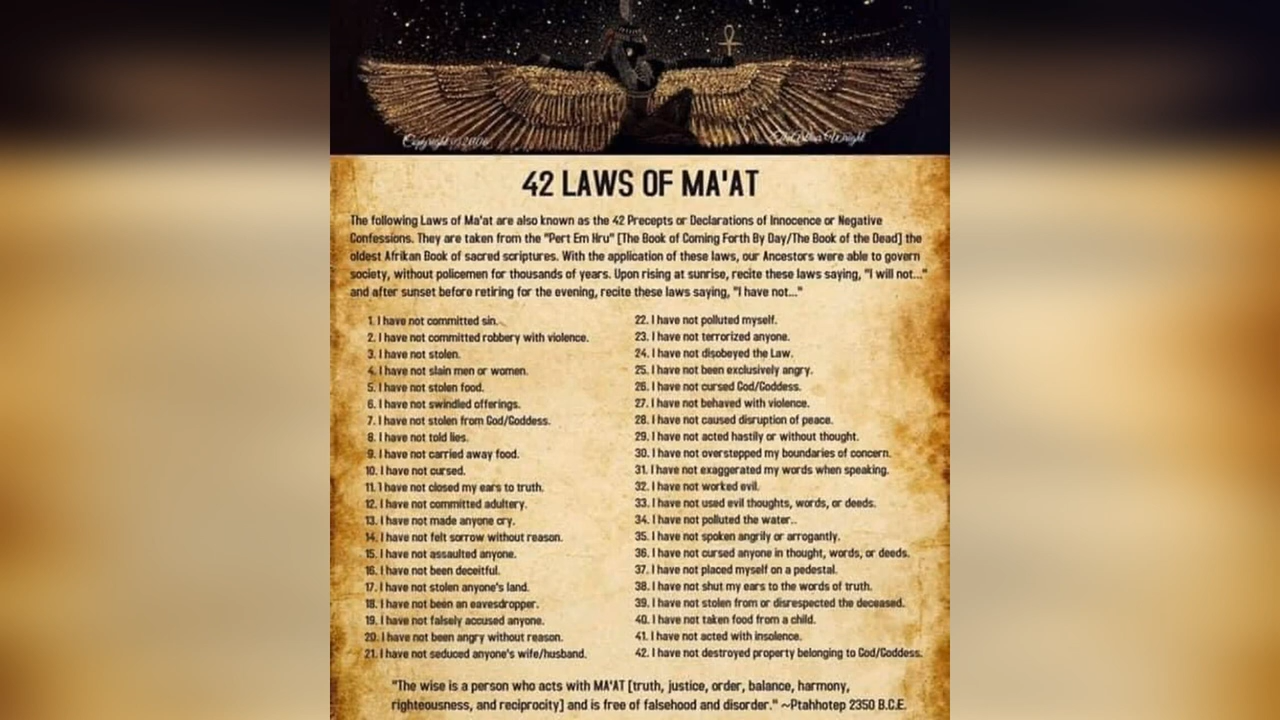 Copyright (c) 2006
Wright
42 LAWS OF MA'AT
The following Laws of Ma'at are also known as the 42 Precepts or Declarations of Innocence or Negative
Confessions. They are taken from the "Pert Em Hru" [The Book of Coming Forth By Day/The Book of the Dead] the
oldest Afrikan Book of sacred scriptures. With the application of these laws, our Ancestors were able to govern
society, without policemen for thousands of years. Upon rising at sunrise, recite these laws saying, "I will not..."
and after sunset before retiring for the evening, recite these laws saying, "I have not..."
1. I have not committed sin.
2. I have not committed robbery with violence.
3. I have not stolen.
4. I have not slain men or women.
5. I have not stolen food.
6. I have not swindled offerings.
7. I have not stolen from God/Goddess.
8. I have not told lies.
9. I have not carried away food.
10. I have not cursed.
11. I have not closed my ears to truth.
12. I have not committed adultery.
13. I have not made anyone cry.
14. I have not felt sorrow without reason.
15. I have not assaulted anyone.
16. I have not been deceitful.
17. I have not stolen anyone's land.
18. I have not been an eavesdropper.
19. I have not falsely accused anyone.
20. I have not been angry without reason.
21. I have not seduced anyone's wife/husband.
22. I have not polluted myself.
23. I have not terrorized anyone.
24. I have not disobeyed the Law.
25. I have not been exclusively angry.
26. I have not cursed God/Goddess.
27. I have not behaved with violence.
28. I have not caused disruption of peace.
29. I have not acted hastily or without thought.
30. I have not overstepped my boundaries of concern.
31. I have not exaggerated my words when speaking.
32. I have not worked evil.
33. I have not used evil thoughts, words, or deeds.
34. I have not polluted the water..
35. I have not spoken angrily or arrogantly.
36. I have not cursed anyone in thought, words, or deeds.
37. I have not placed myself on a pedestal.
38. I have not shut my ears to the words of truth.
39. I have not stolen from or disrespected the deceased.
40. I have not taken food from a child.
41. I have not acted with insolence.
42. I have not destroyed property belonging to God/Goddess.
"The wise is a person who acts with MA'AT [truth, justice, order, balance, harmony,
righteousness, and reciprocity] and is free of falsehood and disorder." ~Ptahhotep 2350 B.C.E.